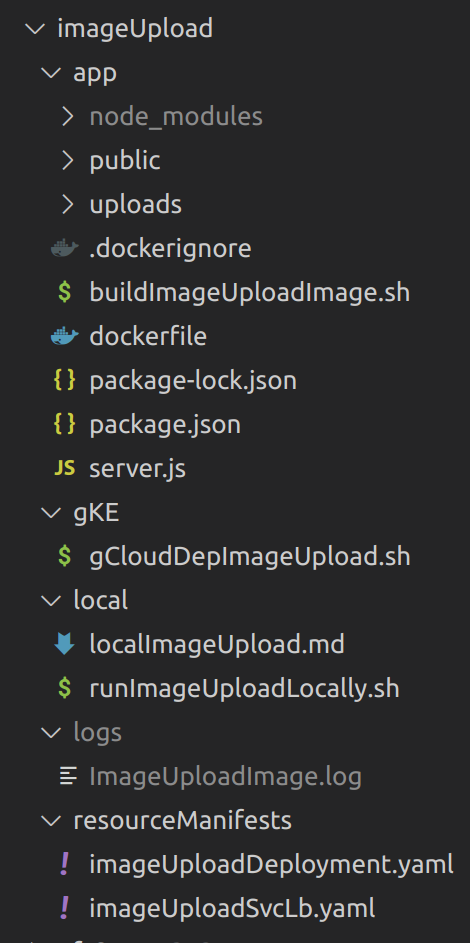 imageUpload
app
node_modules
public
uploads
.dockerignore
$ buildImageUploadImage.sh
dockerfile
{ } package-lock.json
{ } package.json
JS server.js
gKE
$ gCloudDepImageUpload.sh
local
localImageUpload.md
$ runImageUploadLocally.sh
logs
ImageUploadImage.log
resourceManifests
! imageUploadDeployment.yaml
! imageUploadSvcLb.yaml